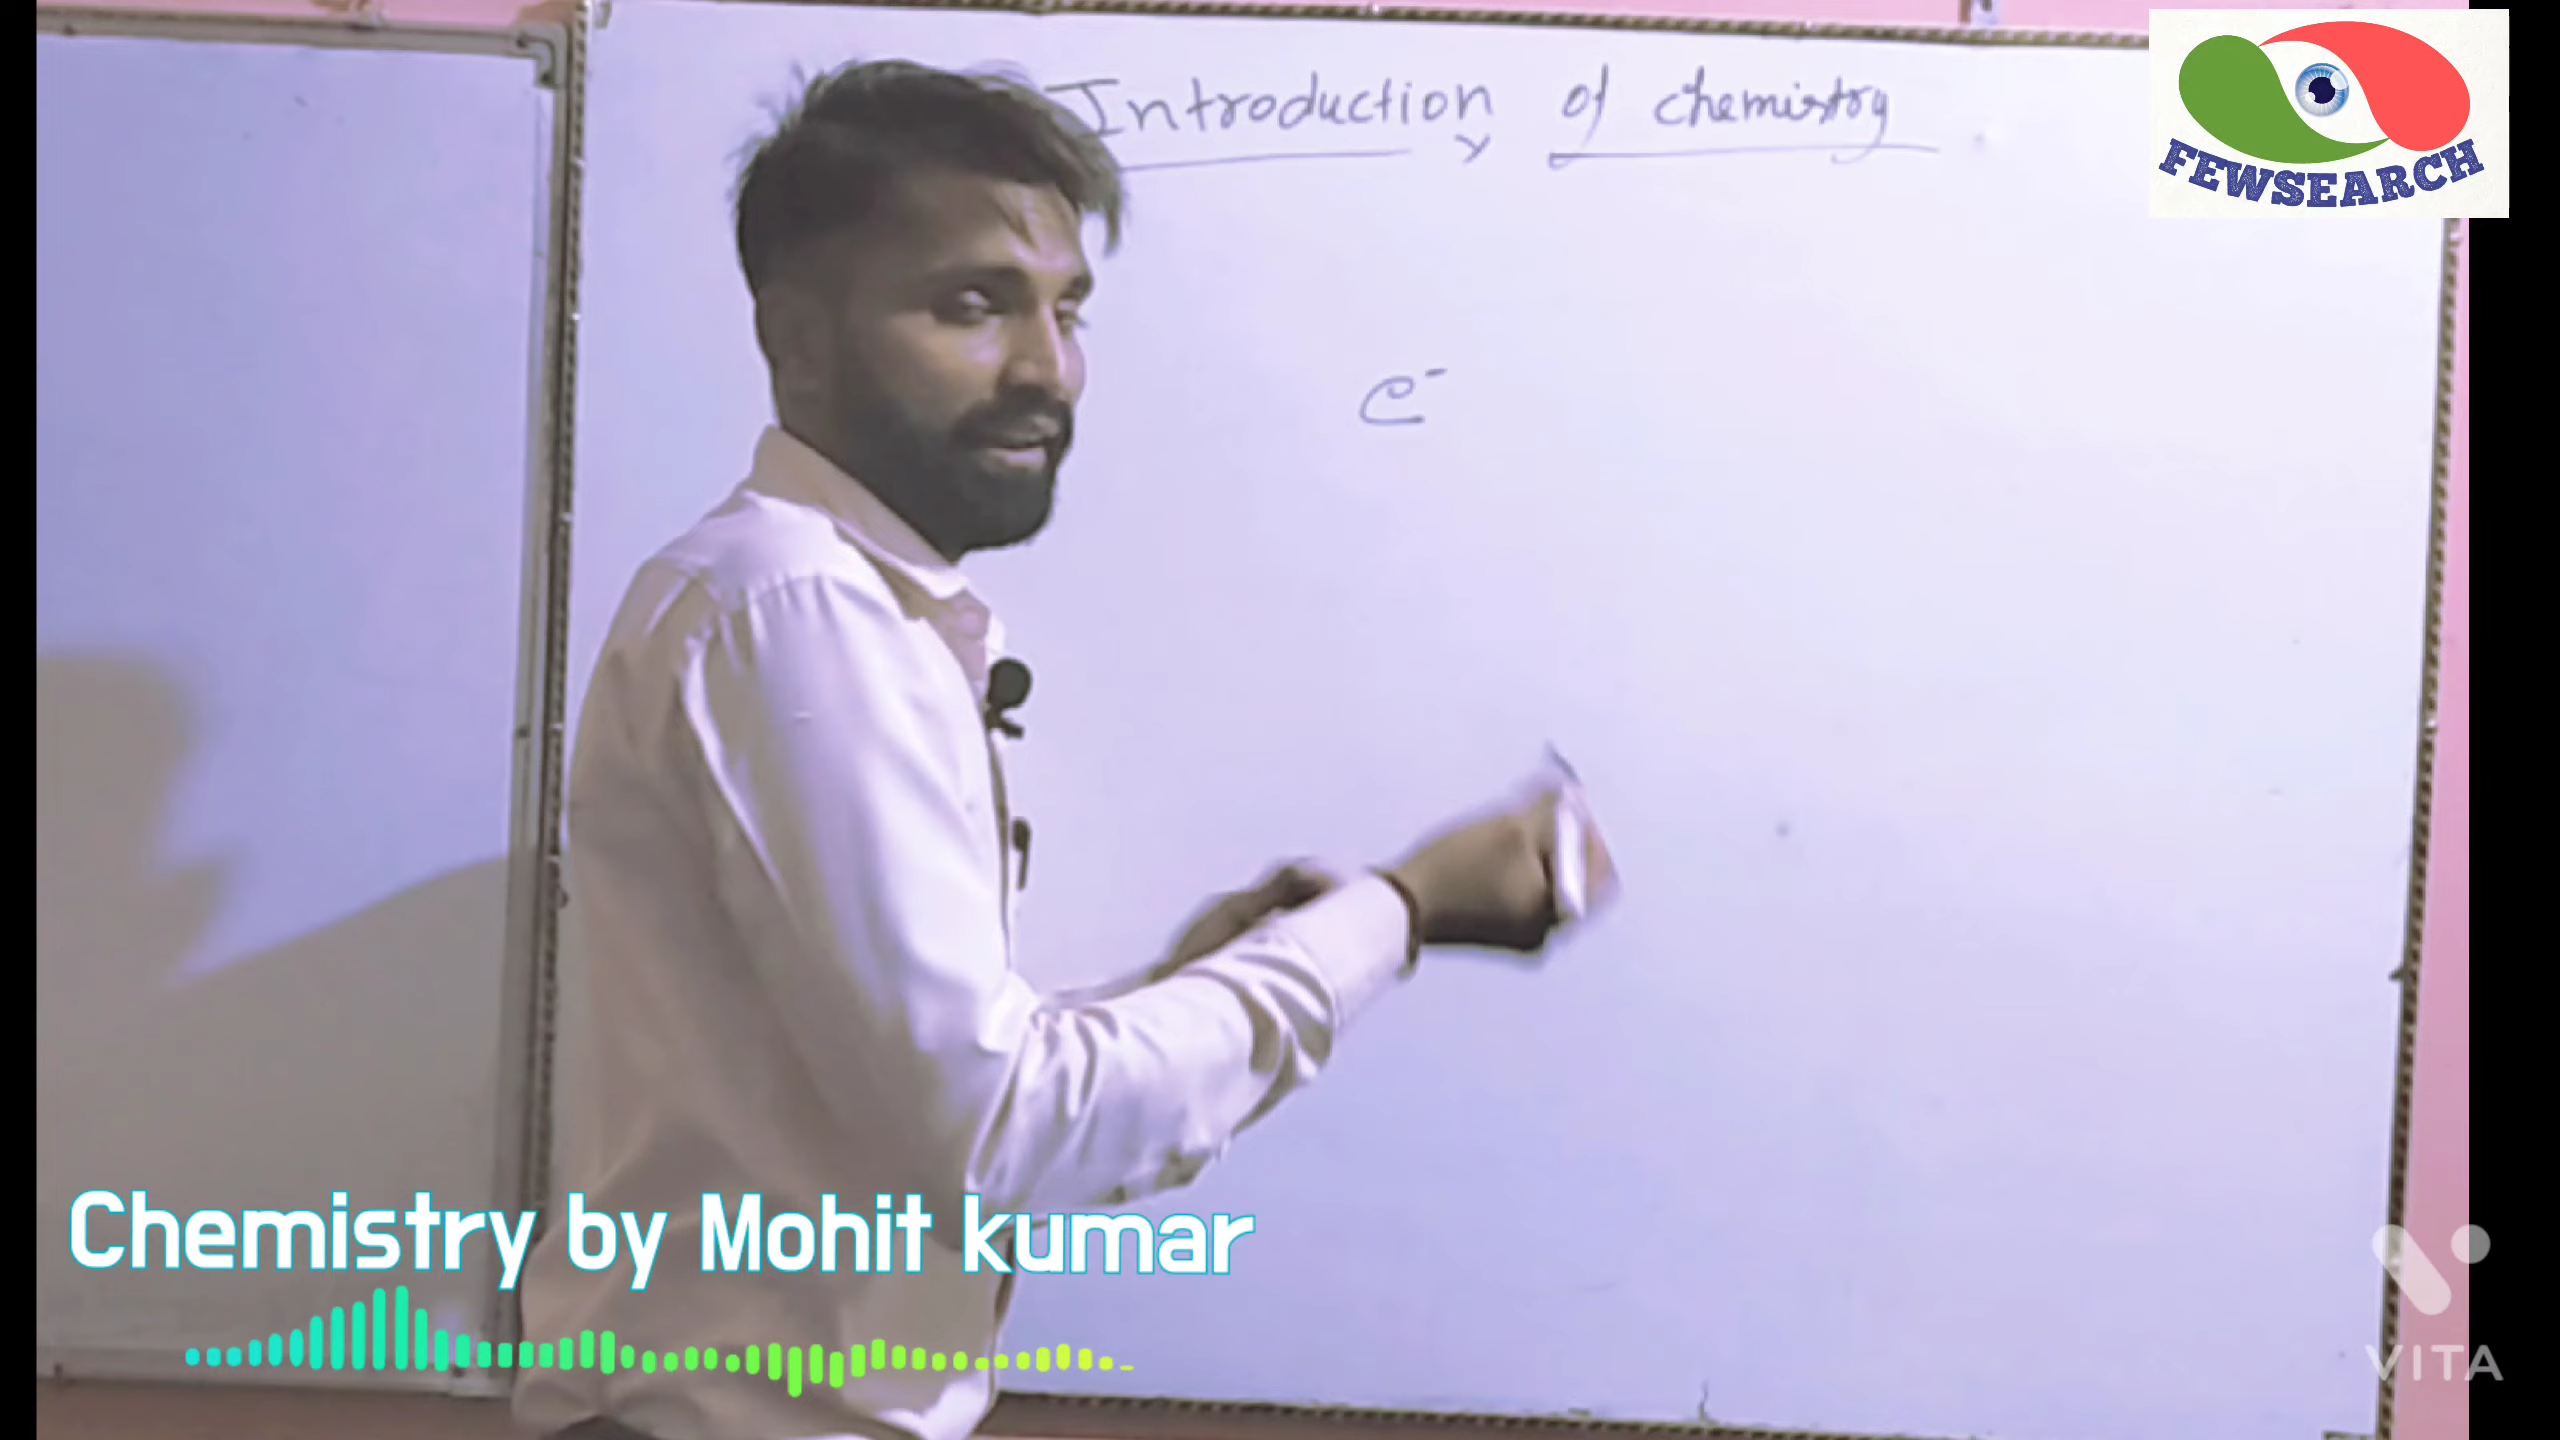 Introduction of chemistry
FEWSEARCH
e-
Chemistry by Mohit kumar
VITA